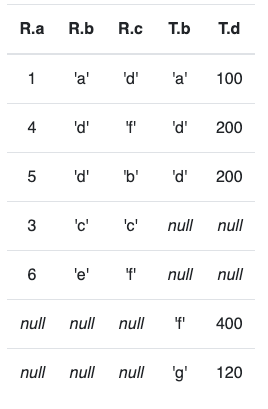 R.a R.b R.c T.b T.d
1 'a' 'd' 'a' 100
4 'd' 'f' 'd' 200
5 'd' 'b' 'd' 200
3 'c' 'c' null null
6 'e' 'f' null null
null null null 'f' 400
null null null 'g' 120